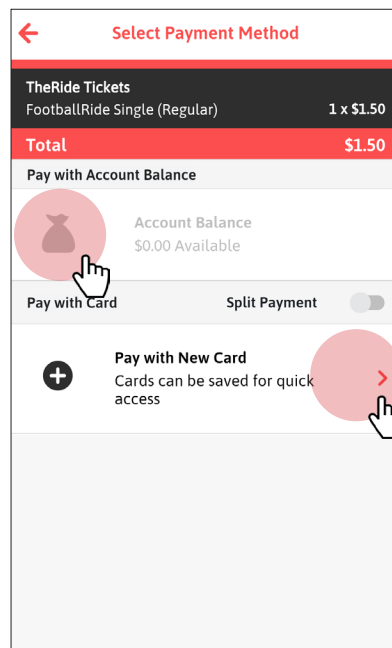 Select Payment Method
TheRide Tickets
FootballRide Single (Regular) 1 x $1.50
Total $1.50
Pay with Account Balance
Account Balance
$0.00 Available
Pay with Card Split Payment
Pay with New Card
Cards can be saved for quick
access